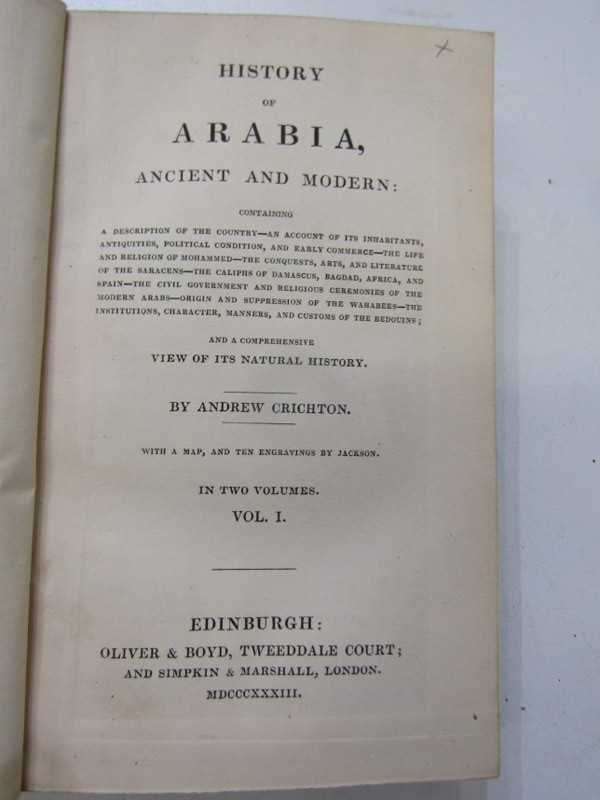 HISTORY
OF
ARABIA,
ANCIENT AND MODERN:
CONTAINING
A DESCRIPTION OF THE COUNTRY—AN ACCOUNT OF ITS INHABITANTS,
ANTIQUITIES, POLITICAL CONDITION, AND EARLY COMMERCE—THE LIFE
AND RELIGION OF MOHAMMED—THE CONQUESTS, ARTS, AND LITERATURE
OF THE SARACENS—THE CALIPHS OF DAMASCUS, BAGDAD, AFRICA, AND
SPAIN—THE CIVIL GOVERNMENT AND RELIGIOUS CEREMONIES OF THE
MODERN ARABS—ORIGIN AND SUPPRESSION OF THE WAHABEES—THE
INSTITUTIONS, CHARACTER, MANNERS, AND CUSTOMS OF THE BEDOUINS;
AND A COMPREHENSIVE
VIEW OF ITS NATURAL HISTORY.
BY ANDREW CRICHTON.
WITH A MAP, AND TEN ENGRAVINGS BY JACKSON.
IN TWO VOLUMES.
VOL. I.
EDINBURGH:
OLIVER & BOYD, TWEEDDALE COURT;
AND SIMPKIN & MARSHALL, LONDON.
MDCCCXXXIII.